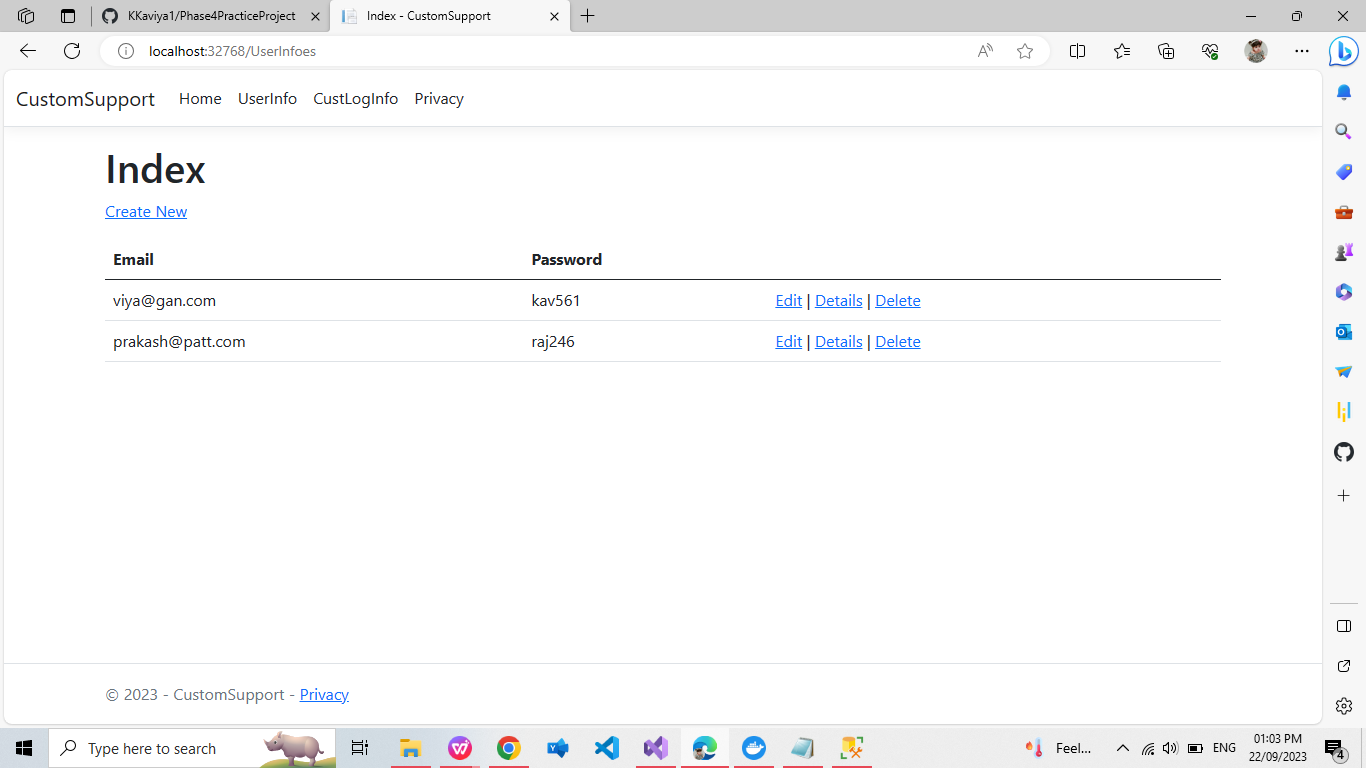 KKaviya1/Phase4PracticeProject
Index - CustomSupport
localhost:32768/UserInfoes
CustomSupport Home UserInfo CustLogInfo Privacy
Index
Create New
Email Password
viya@gan.com kav561 Edit | Details | Delete
prakash@patt.com raj246 Edit | Details | Delete
© 2023 - CustomSupport - Privacy
Type here to search
Feel...
ENG
01:03 PM
22/09/2023
4